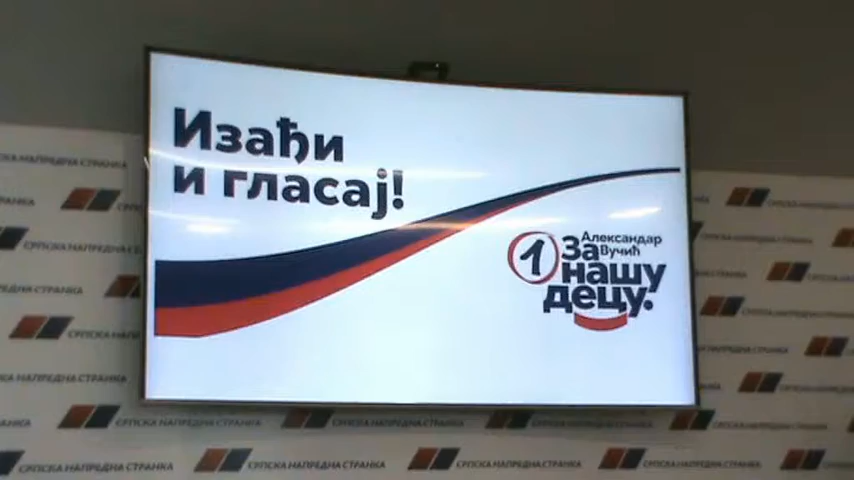 Изађи
и гласај!
1
Александар
Вучић
За
нашу
децу.
СРПСКА НАПРЕДНА СТРАНКА